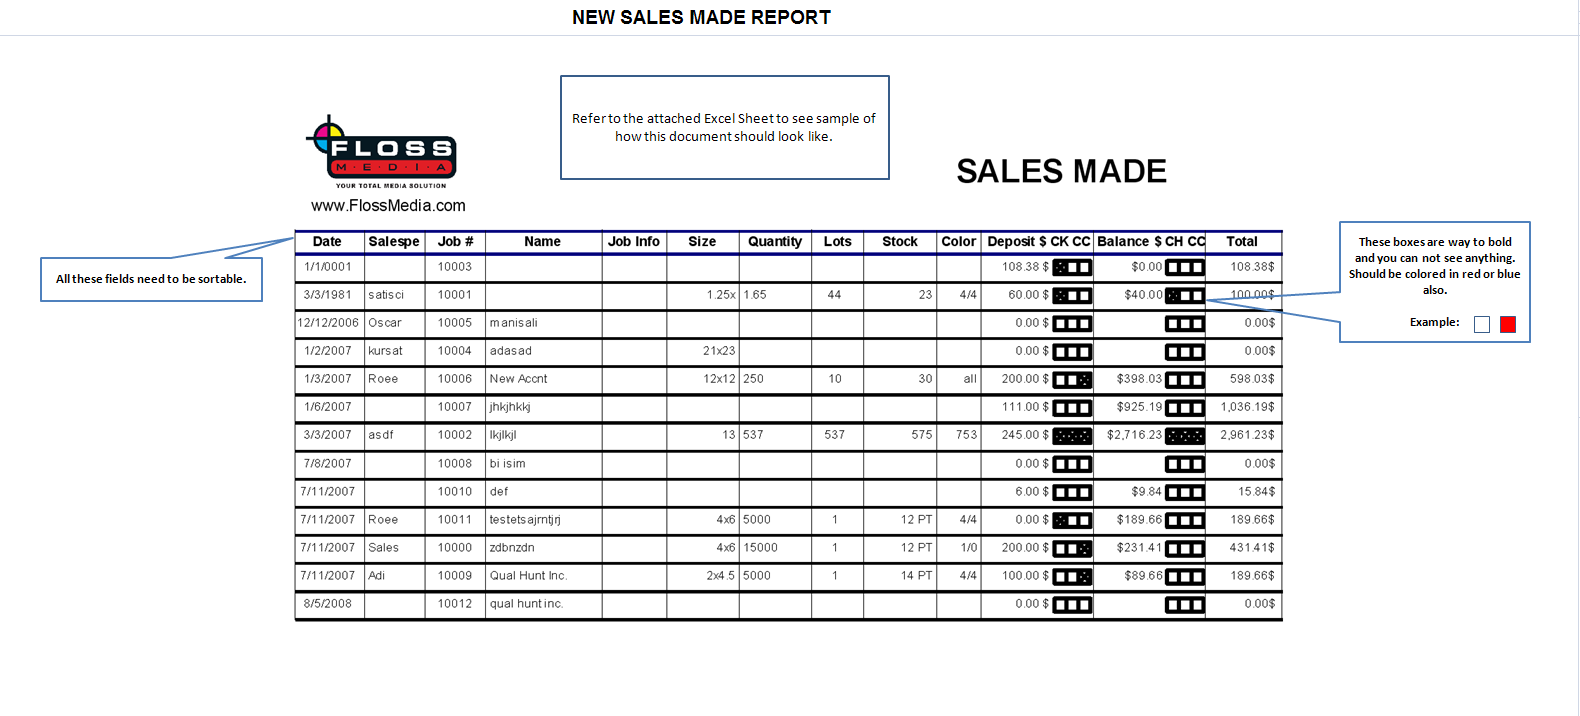 NEW SALES MADE REPORT
Refer to the attached Excel Sheet to see sample of
how this document should look like.
FLOSS
M·E·D·I·A
YOUR TOTAL MEDIA SOLUTION
www.FlossMedia.com
SALES MADE
All these fields need to be sortable.
These boxes are way to bold
and you can not see anything.
Should be colored in red or blue
also.
Example:
Date Salespe Job # Name Job Info Size Quantity Lots Stock Color Deposit $ CK CC Balance $ CH CC Total
1/1/0001 10003 108.38 $ $0.00 108.38$
3/3/1981 satisci 10001 1.25x 1.65 44 23 4/4 60.00 $ $40.00 100.00$
12/12/2006 Oscar 10005 manisali 0.00 $ 0.00$
1/2/2007 kursat 10004 adasad 21x23 0.00 $ 0.00$
1/3/2007 Roee 10006 New Accnt 12x12 250 10 30 all 200.00 $ $398.03 598.03$
1/6/2007 10007 jhkjhkkj 111.00 $ $925.19 1,036.19$
3/3/2007 asdf 10002 lkjlkjl 13 537 537 575 753 245.00 $ $2,716.23 2,961.23$
7/8/2007 10008 bi isim 0.00 $ 0.00$
7/11/2007 10010 def 6.00 $ $9.84 15.84$
7/11/2007 Roee 10011 testetsajrntjrj 4x6 5000 1 12 PT 4/4 0.00 $ $189.66 189.66$
7/11/2007 Sales 10000 zdbnzdn 4x6 15000 1 12 PT 1/0 200.00 $ $231.41 431.41$
7/11/2007 Adi 10009 Qual Hunt Inc. 2x4.5 5000 1 14 PT 4/4 100.00 $ $89.66 189.66$
8/5/2008 10012 qual hunt inc. 0.00 $ 0.00$